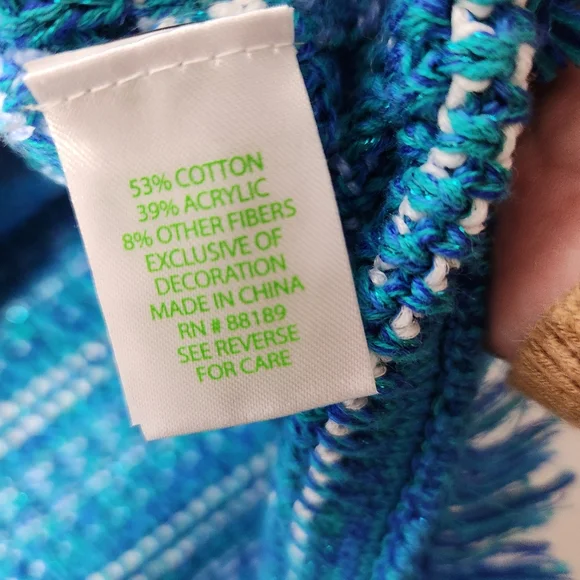 53% COTTON
39% ACRYLIC
8% OTHER FIBERS
EXCLUSIVE OF
DECORATION
MADE IN CHINA
RN # 88189
SEE REVERSE
FOR CARE